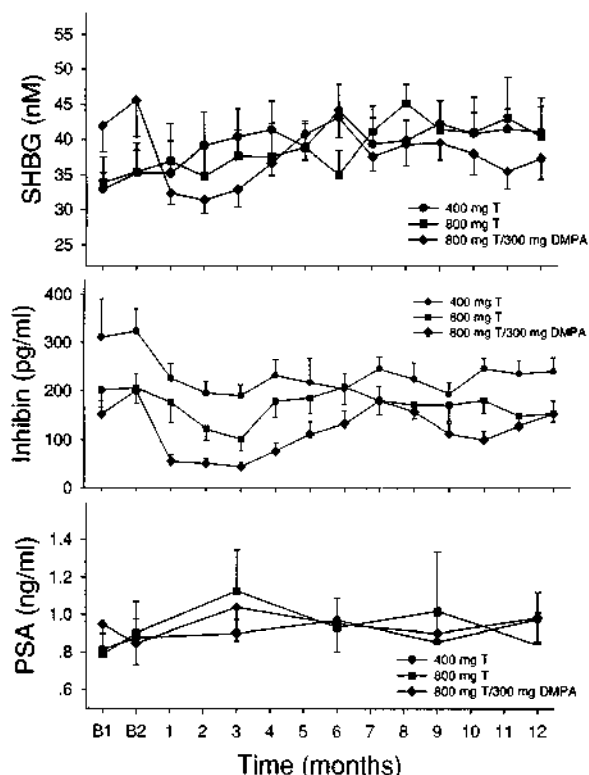 SHBG (nM)
55
50
45
40
35
30
25
400 mg T
800 mg T
800 mg T/300 mg DMPA
Inhibin (pg/ml)
400
300
200
100
0
400 mg T
800 mg T
800 mg T/300 mg DMPA
PSA (ng/ml)
1.4
1.2
1.0
.8
.6
400 mg T
800 mg T
800 mg T/300 mg DMPA
B1 B2 1 2 3 4 5 6 7 8 9 10 11 12
Time (months)